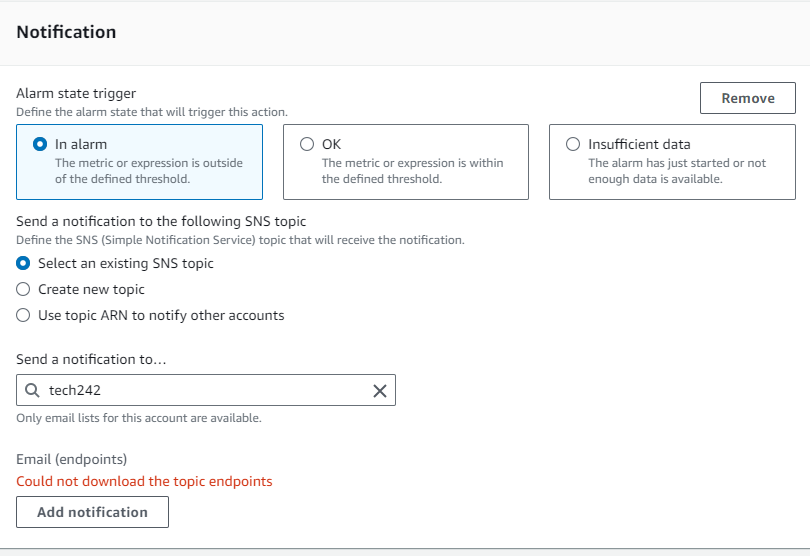 Notification
Alarm state trigger
Define the alarm state that will trigger this action.
Remove
In alarm
The metric or expression is outside
of the defined threshold.
OK
The metric or expression is within
the defined threshold.
Insufficient data
The alarm has just started or not
enough data is available.
Send a notification to the following SNS topic
Define the SNS (Simple Notification Service) topic that will receive the notification.
Select an existing SNS topic
Create new topic
Use topic ARN to notify other accounts
Send a notification to...
tech242
Only email lists for this account are available.
Email (endpoints)
Could not download the topic endpoints
Add notification